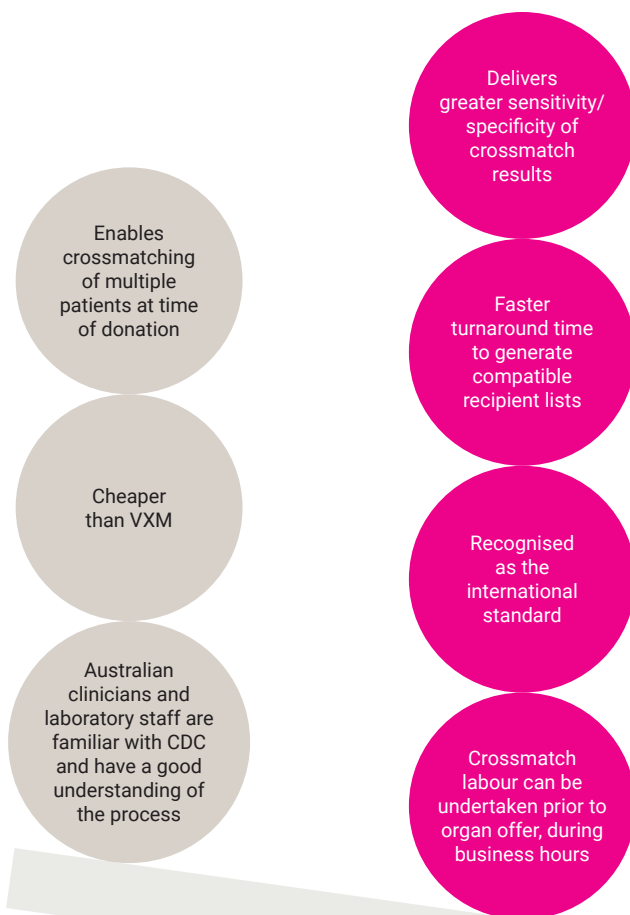 Enables
crossmatching
of multiple
patients at time
of donation
Cheaper
than VXM
Australian
clinicians and
laboratory staff are
familiar with CDC
and have a good
understanding of
the process
Delivers
greater sensitivity/
specificity of
crossmatch
results
Faster
turnaround time
to generate
compatible
recipient lists
Recognised
as the
international
standard
Crossmatch
labour can be
undertaken prior to
organ offer, during
business hours